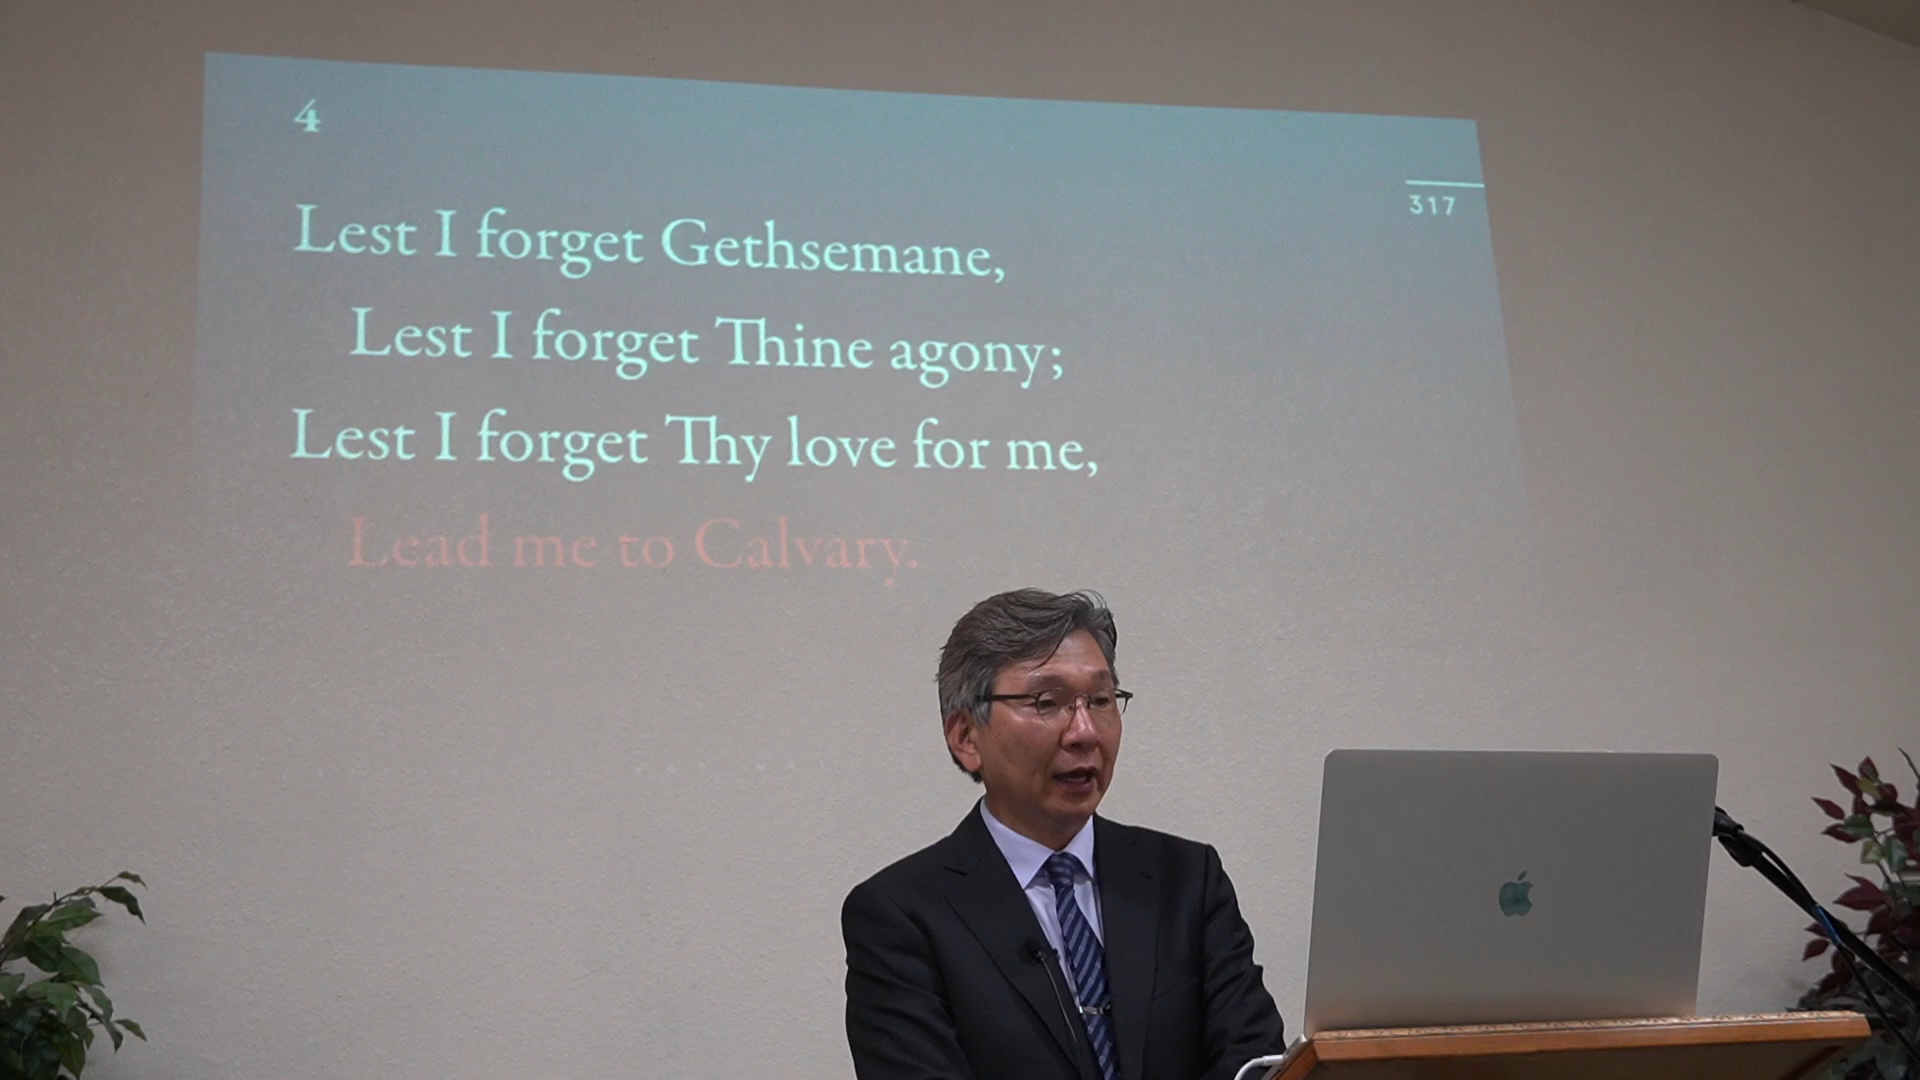 4
317
Lest I forget Gethsemane,
Lest I forget Thine agony;
Lest I forget Thy love for me,
Lead me to Calvary.